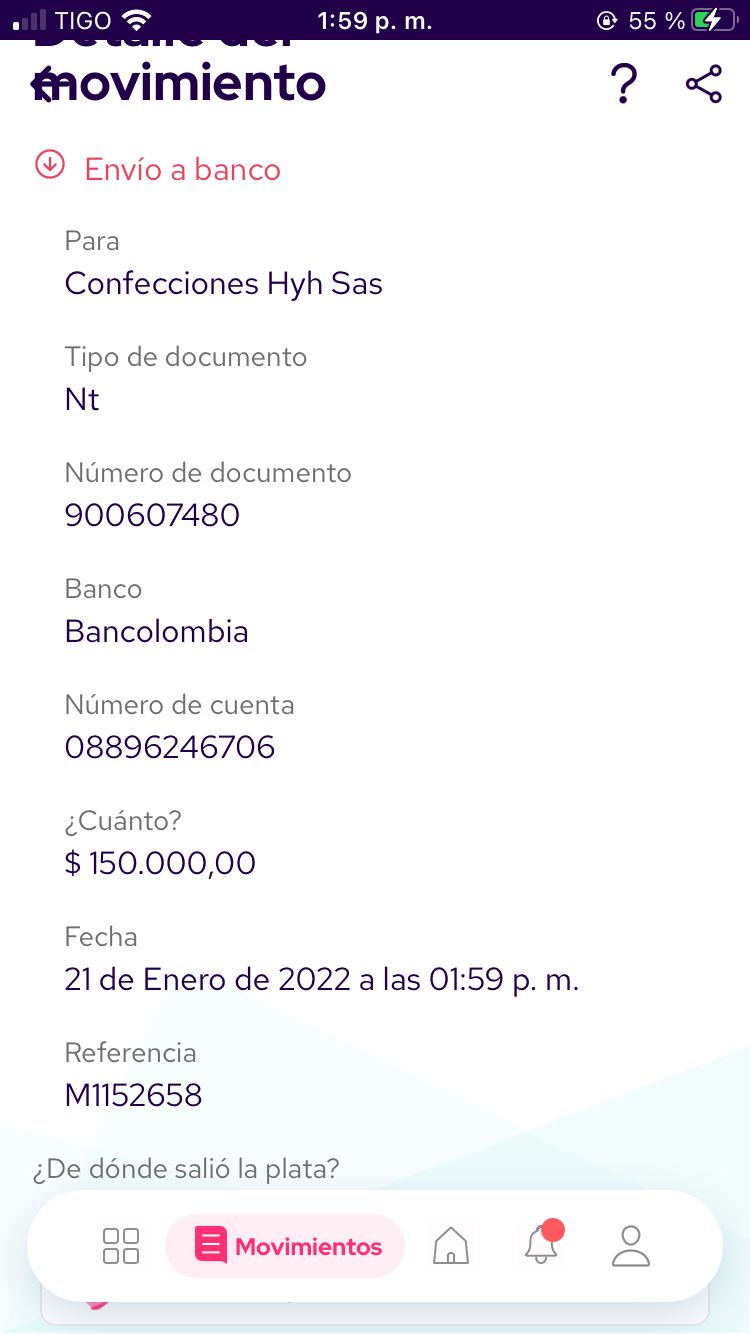 TIGO
1:59 p. m.
55 %
Detalle del
movimiento
?
Envío a banco
Para
Confecciones Hyh Sas
Tipo de documento
Nt
Número de documento
900607480
Banco
Bancolombia
Número de cuenta
08896246706
¿Cuánto?
$ 150.000,00
Fecha
21 de Enero de 2022 a las 01:59 p. m.
Referencia
M1152658
¿De dónde salió la plata?
Movimientos